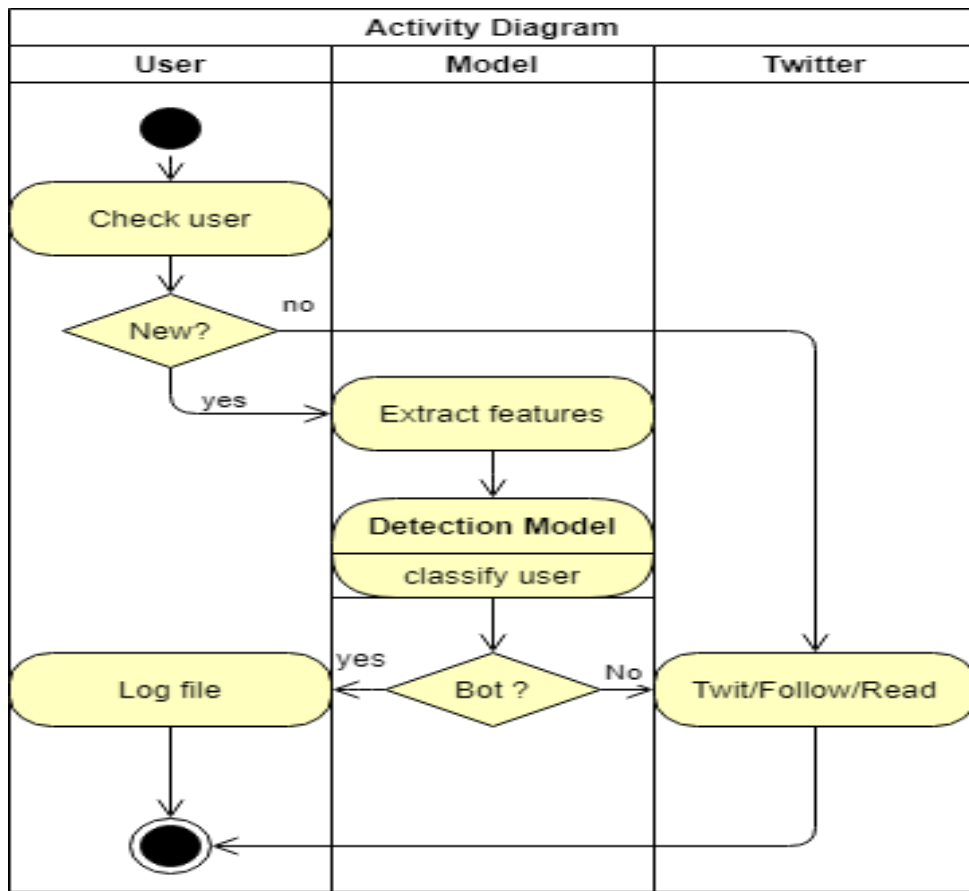 Activity Diagram
User
Model
Twitter
Check user
no
New?
yes
Extract features
Detection Model
classify user
yes
No
Log file
Bot ?
Twit/Follow/Read